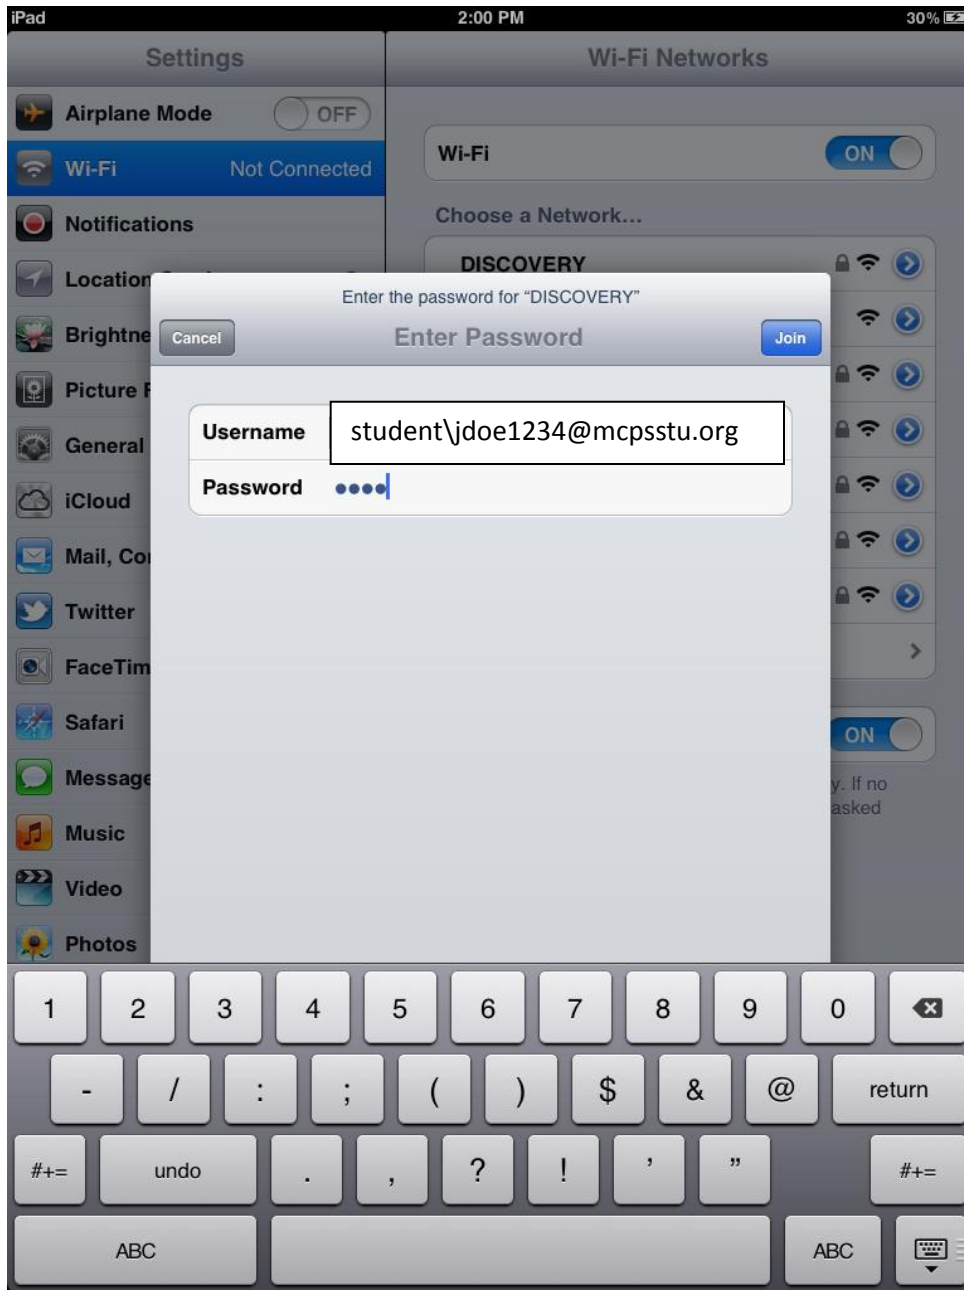 iPad 2:00 PM 30%
Settings Wi-Fi Networks
Airplane Mode OFF
Wi-Fi Not Connected
Wi-Fi ON
Notifications
Choose a Network...
DISCOVERY
Location
Enter the password for “DISCOVERY”
Brightne
Cancel Enter Password Join
Picture F
General
Username student\jdoe1234@mcpsstu.org
iCloud
Password ••••
Mail, Co
Twitter
FaceTim
Safari
ON
Message
y. If no
asked
Music
Video
Photos
1 2 3 4 5 6 7 8 9 0
- / : ; ( ) $ & @ return
#+= undo . , ? ! ’ ” #+=
ABC ABC